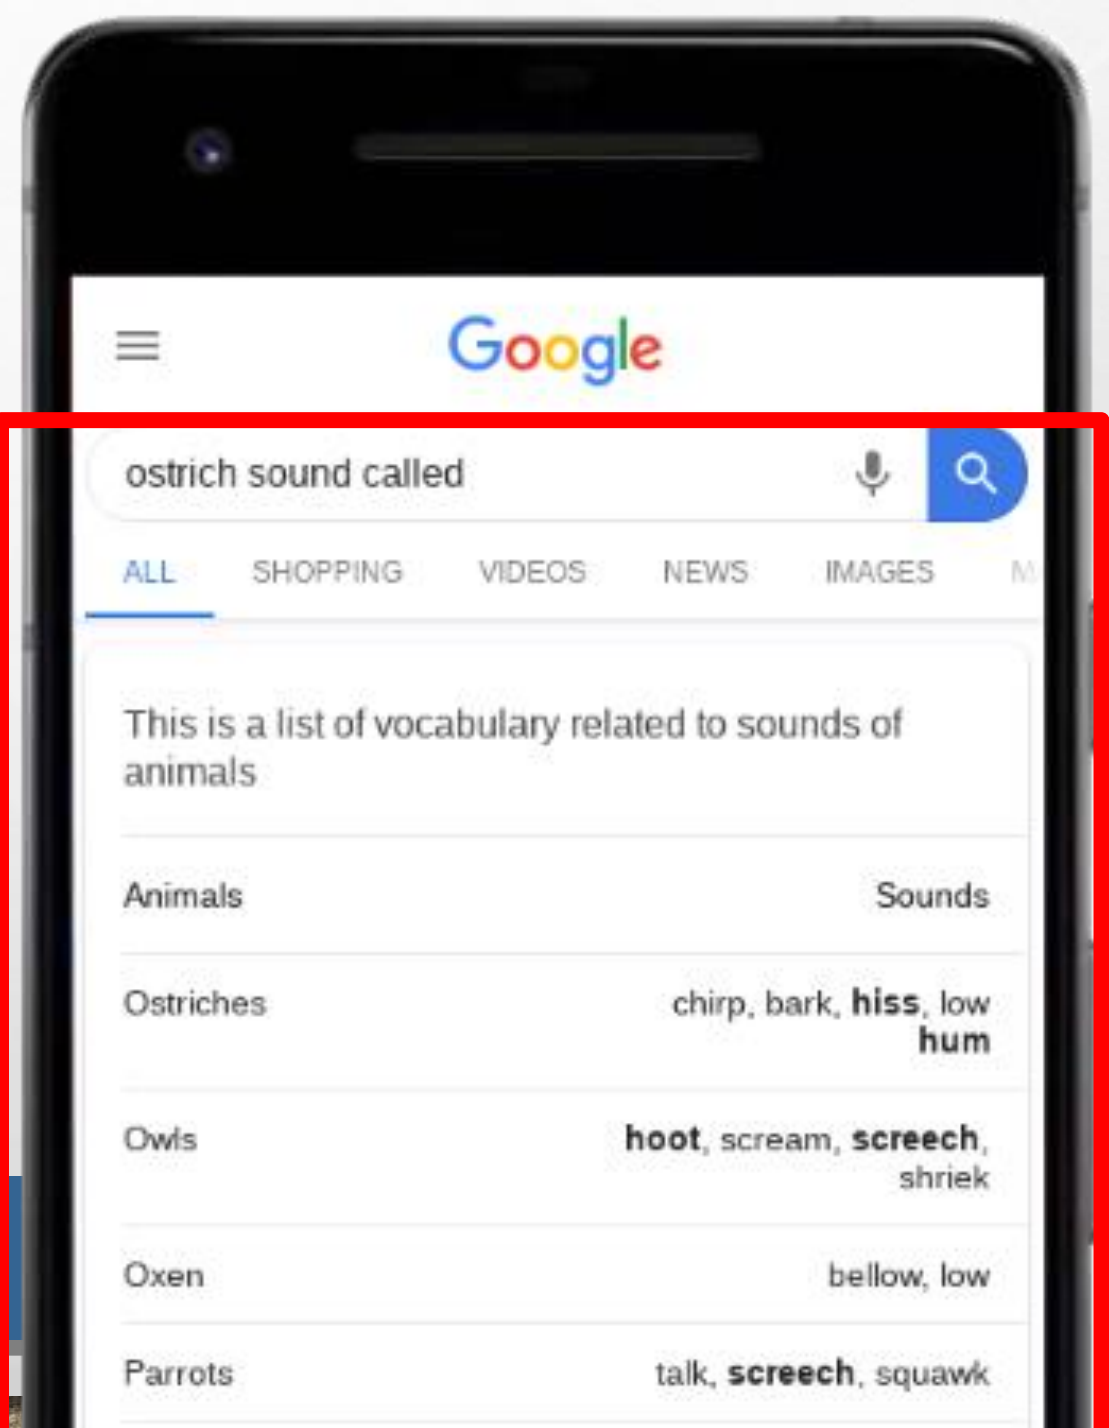 Google
ostrich sound called
ALL SHOPPING VIDEOS NEWS IMAGES
This is a list of vocabulary related to sounds of
animals
Animals Sounds
Ostriches chirp, bark, hiss, low
hum
Owls hoot, scream, screech,
shriek
Oxen bellow, low
Parrots talk, screech, squawk